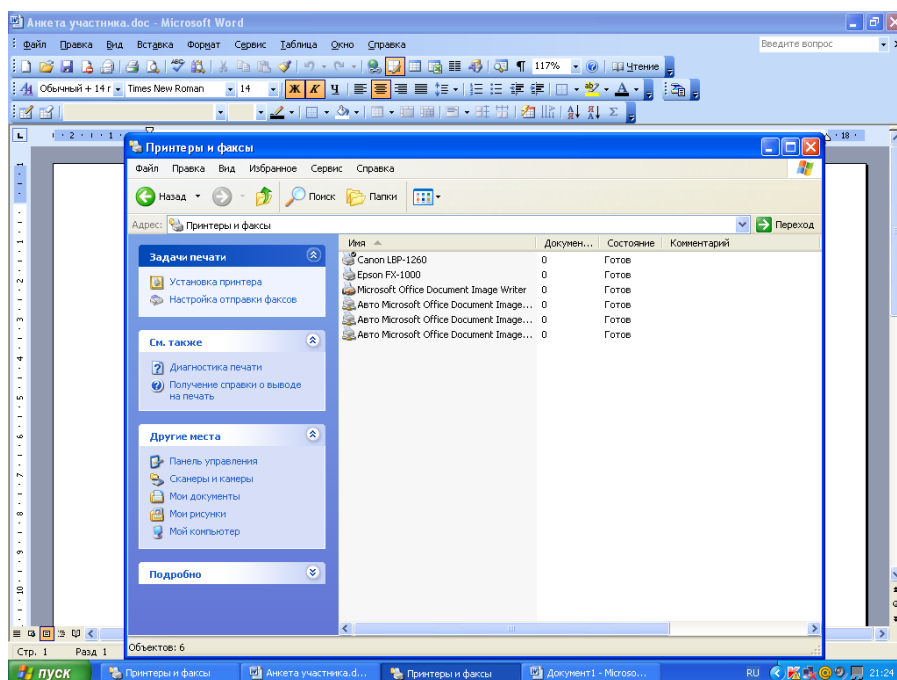 Анкета участника.doc - Microsoft Word
Файл Правка Вид Вставка Формат Сервис Таблица Окно Справка
Введите вопрос
117% Чтение
Обычный + 14 г Times New Roman 14 Ж К Ч
Принтеры и факсы
Файл Правка Вид Избранное Сервис Справка
Назад Поиск Папки
Адрес: Принтеры и факсы Переход
Имя Докумен... Состояние Комментарий
Canon LBP-1260 0 Готов
Epson FX-1000 0 Готов
Microsoft Office Document Image Writer 0 Готов
Авто Microsoft Office Document Image... 0 Готов
Авто Microsoft Office Document Image... 0 Готов
Авто Microsoft Office Document Image... 0 Готов
Задачи печати
Установка принтера
Настройка отправки факсов
См. также
Диагностика печати
Получение справки о выводе
на печать
Другие места
Панель управления
Сканеры и камеры
Мои документы
Мои рисунки
Мой компьютер
Подробно
Объектов: 6
Стр. 1 Разд 1
пуск Принтеры и факсы Анкета участника.d... Принтеры и факсы Документ1 - Microso... RU 21:24